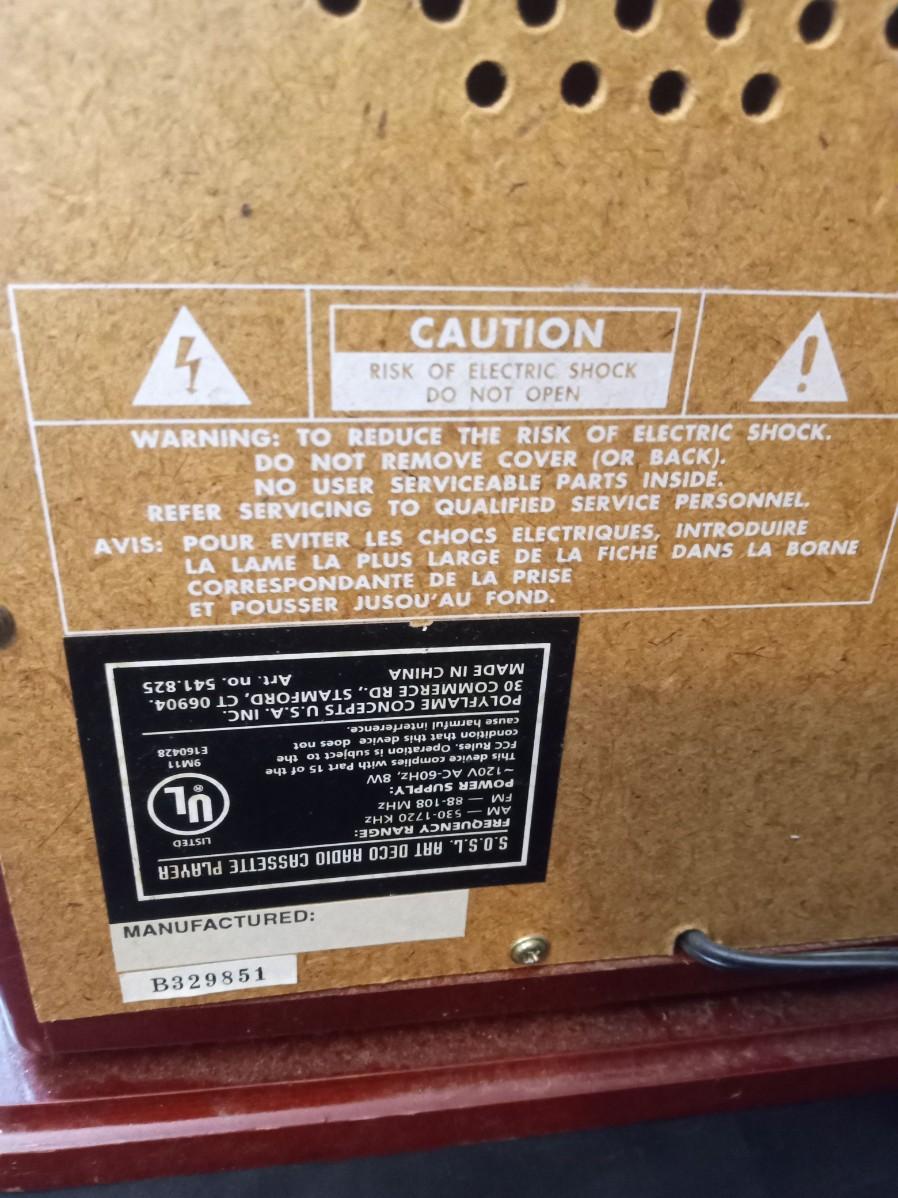 CAUTION
RISK OF ELECTRIC SHOCK
DO NOT OPEN
WARNING: TO REDUCE THE RISK OF ELECTRIC SHOCK.
DO NOT REMOVE COVER (OR BACK).
NO USER SERVICEABLE PARTS INSIDE.
REFER SERVICING TO QUALIFIED SERVICE PERSONNEL.
AVIS: POUR EVITER LES CHOCS ELECTRIQUES, INTRODUIRE
LA LAME LA PLUS LARGE DE LA FICHE DANS LA BORNE
CORRESPONDANTE DE LA PRISE
ET POUSSER JUSOU'AU FOND.
S.O.S.L. ART DECO RADIO CASSETTE PLAYER
FREQUENCY RANGE:
AM — 530-1720 KHz
FM — 88-108 MHz
POWER SUPPLY:
~120V AC-60Hz, 8W
LISTED
UL®
9M11
E160428
This device complies with Part 15 of the
FCC Rules. Operation is subject to the
condition that this device does not
cause harmful interference.
POLYFLAME CONCEPTS U.S.A. INC.
30 COMMERCE RD., STAMFORD, CT 06904.
MADE IN CHINA Art. no. 541.825
MANUFACTURED:
B329851